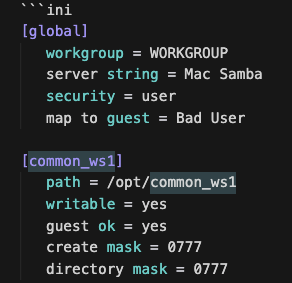 ```ini
[global]
workgroup = WORKGROUP
server string = Mac Samba
security = user
map to guest = Bad User
[common_ws1]
path = /opt/common_ws1
writable = yes
guest ok = yes
create mask = 0777
directory mask = 0777